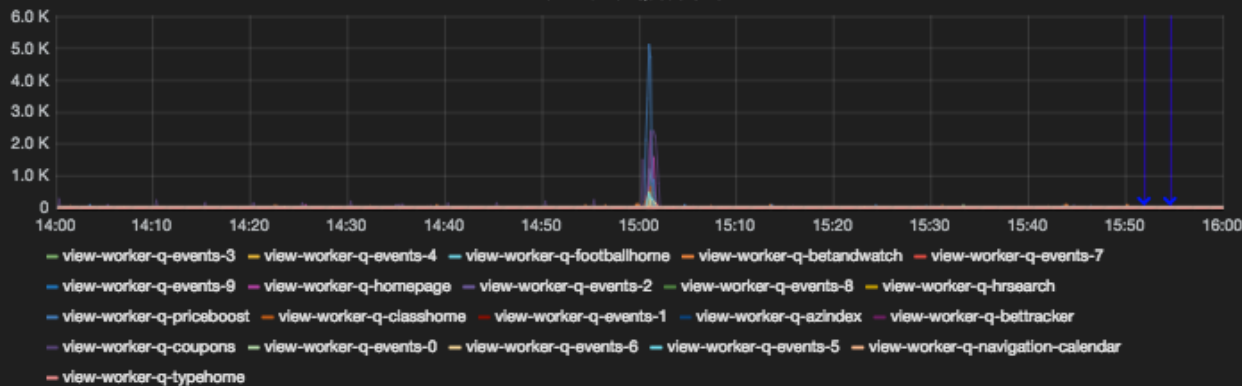 6.0 K
5.0 K
4.0 K
3.0 K
2.0 K
1.0 K
0
14:00 14:10 14:20 14:30 14:40 14:50 15:00 15:10 15:20 15:30 15:40 15:50 16:00
view-worker-q-events-3 view-worker-q-events-4 view-worker-q-footballhome view-worker-q-betandwatch view-worker-q-events-7
view-worker-q-events-9 view-worker-q-homepage view-worker-q-events-2 view-worker-q-events-8 view-worker-q-hrsearch
view-worker-q-priceboost view-worker-q-classhome view-worker-q-events-1 view-worker-q-azindex view-worker-q-bettracker
view-worker-q-coupons view-worker-q-events-0 view-worker-q-events-6 view-worker-q-events-5 view-worker-q-navigation-calendar
view-worker-q-typehome